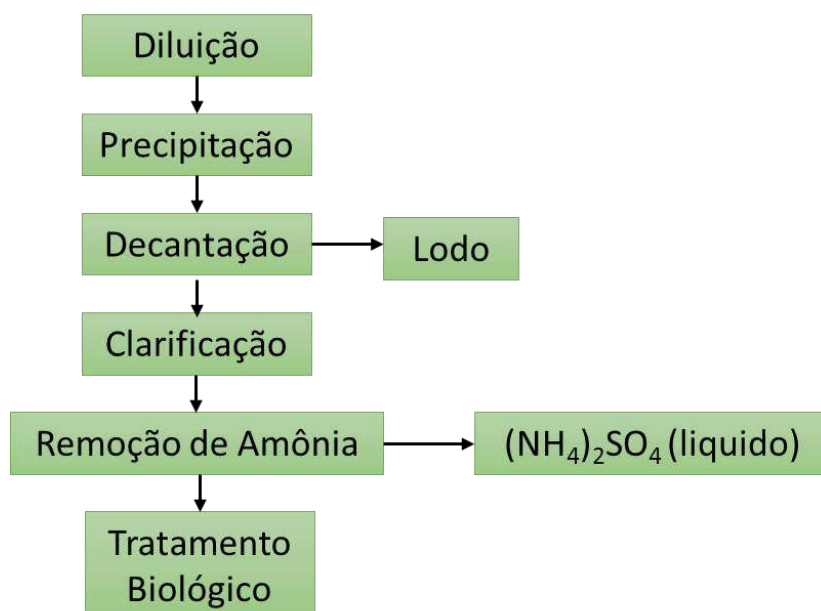 Diluição
Precipitação
Decantação
Lodo
Clarificação
Remoção de Amônia
(NH₄)₂SO₄ (liquido)
Tratamento
Biológico